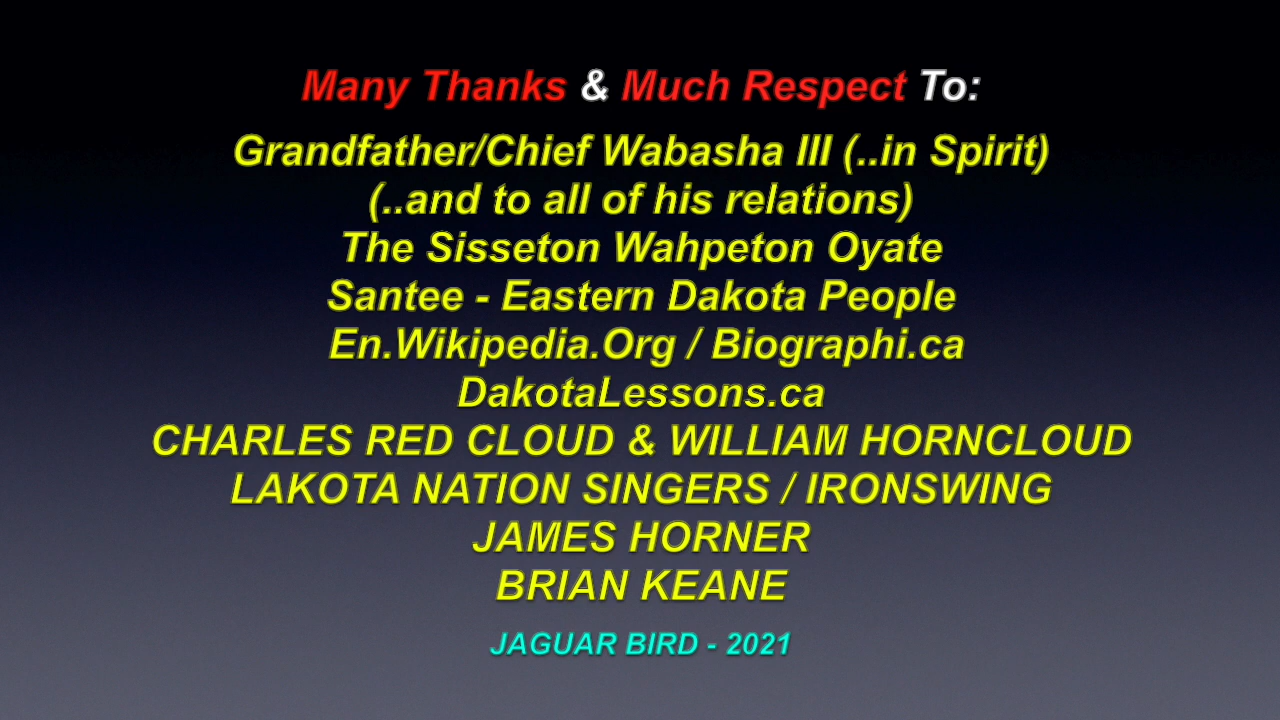 Many Thanks & Much Respect To:
Grandfather/Chief Wabasha III (..in Spirit)
(..and to all of his relations)
The Sisseton Wahpeton Oyate
Santee - Eastern Dakota People
En.Wikipedia.Org / Biographi.ca
DakotaLessons.ca
CHARLES RED CLOUD & WILLIAM HORNCLOUD
LAKOTA NATION SINGERS / IRONSWING
JAMES HORNER
BRIAN KEANE
JAGUAR BIRD - 2021